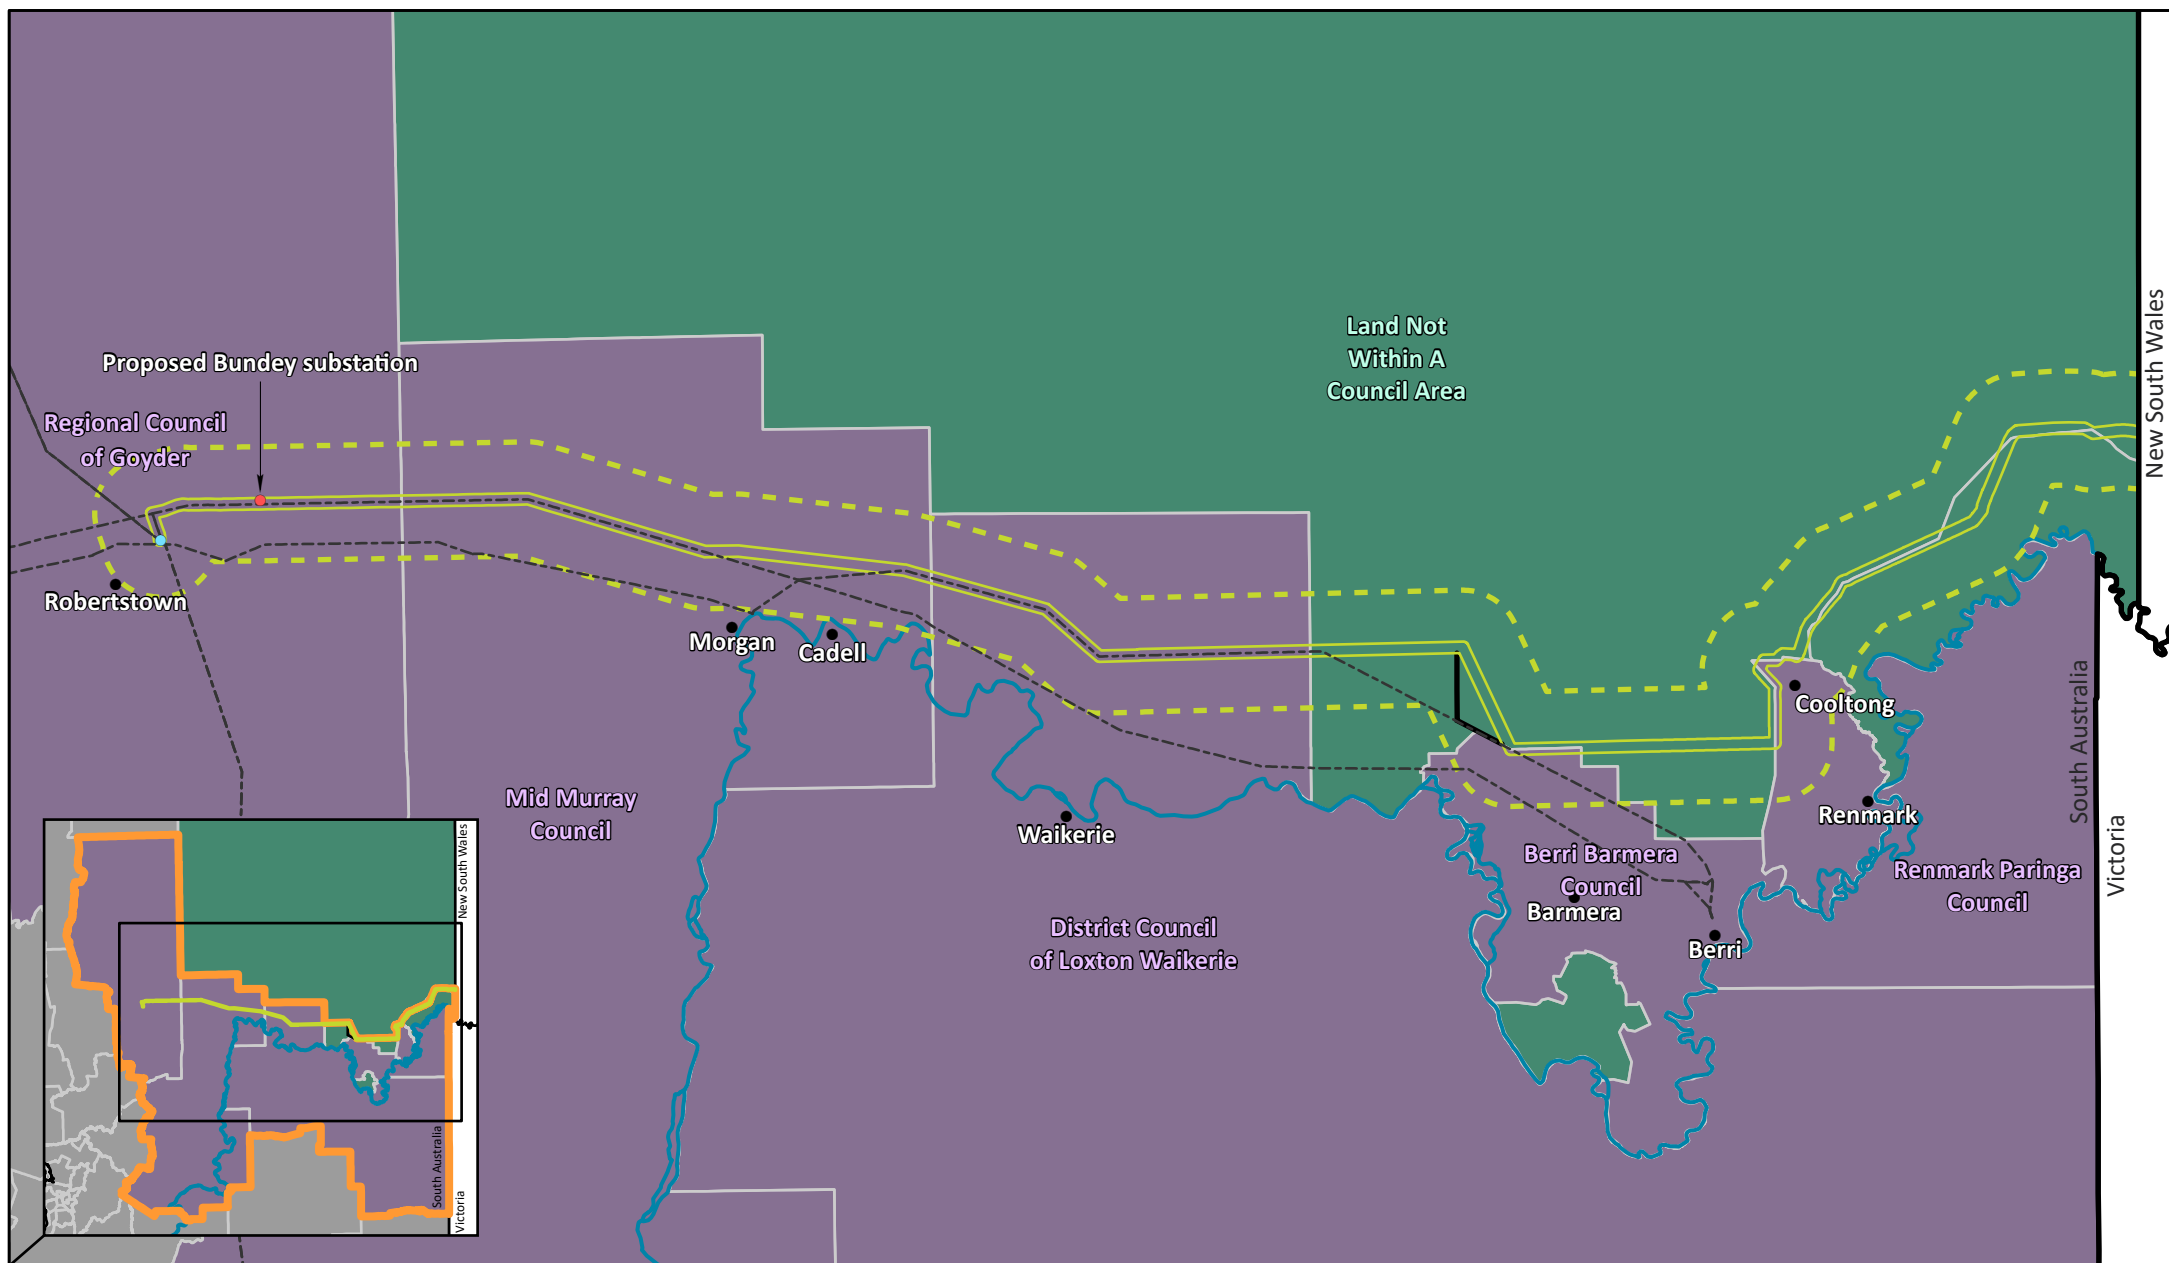 Land Not
Within A
Council Area
New South Wales
Proposed Bundey substation
Regional Council
of Goyder
Robertstown
Morgan
Cadell
Cooltong
South Australia
Mid Murray
Council
Waikerie
Renmark
Victoria
Berri Barmera
Council
Barmera
Renmark Paringa
Council
District Council
of Loxton Waikerie
Berri
New South Wales
South Australia
Victoria